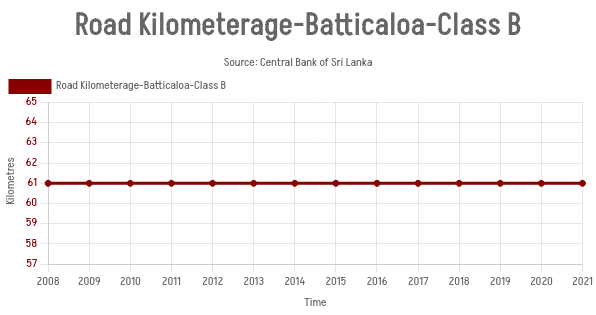 Road Kilometerage-Batticaloa-Class B
Source: Central Bank of Sri Lanka
Road Kilometerage-Batticaloa-Class B
65
64
63
62
61
60
59
58
57
Kilometres
2008 2009 2010 2011 2012 2013 2014 2015 2016 2017 2018 2019 2020 2021
Time